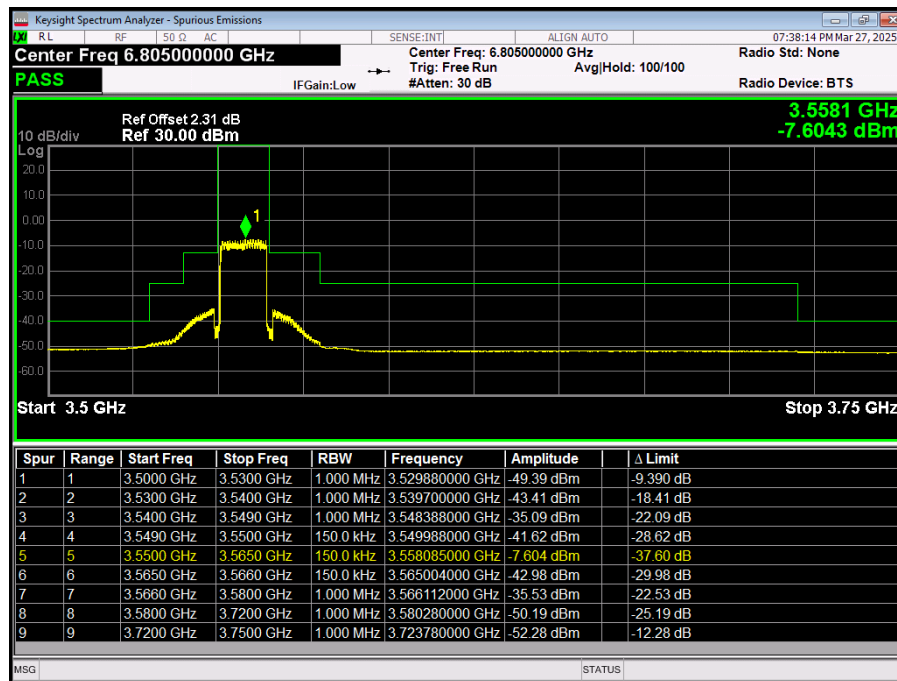 Keysight Spectrum Analyzer - Spurious Emissions
LXI RL RF 50 Ω AC SENSE:INT ALIGN AUTO 07:38:14 PM Mar 27, 2025
Center Freq 6.805000000 GHz Center Freq: 6.805000000 GHz Radio Std: None
Trig: Free Run Avg|Hold: 100/100
PASS IFGain:Low #Atten: 30 dB Radio Device: BTS
3.5581 GHz
Ref Offset 2.31 dB
10 dB/div Ref 30.00 dBm -7.6043 dBm
Log
20.0
10.0
0.00
1
-10.0
-20.0
-30.0
-40.0
-50.0
-60.0
Start 3.5 GHz Stop 3.75 GHz
Spur Range Start Freq Stop Freq RBW Frequency Amplitude Δ Limit
1 1 3.5000 GHz 3.5300 GHz 1.000 MHz 3.529880000 GHz -49.39 dBm -9.390 dB
2 2 3.5300 GHz 3.5400 GHz 1.000 MHz 3.539700000 GHz -43.41 dBm -18.41 dB
3 3 3.5400 GHz 3.5490 GHz 1.000 MHz 3.548388000 GHz -35.09 dBm -22.09 dB
4 4 3.5490 GHz 3.5500 GHz 150.0 kHz 3.549988000 GHz -41.62 dBm -28.62 dB
5 5 3.5500 GHz 3.5650 GHz 150.0 kHz 3.558085000 GHz -7.604 dBm -37.60 dB
6 6 3.5650 GHz 3.5660 GHz 150.0 kHz 3.565004000 GHz -42.98 dBm -29.98 dB
7 7 3.5660 GHz 3.5800 GHz 1.000 MHz 3.566112000 GHz -35.53 dBm -22.53 dB
8 8 3.5800 GHz 3.7200 GHz 1.000 MHz 3.580280000 GHz -50.19 dBm -25.19 dB
9 9 3.7200 GHz 3.7500 GHz 1.000 MHz 3.723780000 GHz -52.28 dBm -12.28 dB
MSG STATUS